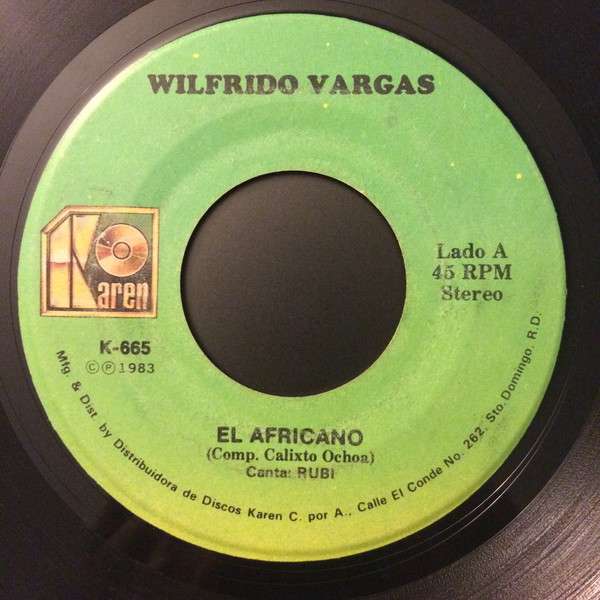 WILFRIDO VARGAS
Karen
Lado A
45 RPM
Stereo
K-665
©℗1983
EL AFRICANO
(Comp. Calixto Ochoa)
Canta: RUBI
Mfg. & Dist. by Distribuidora de Discos Karen C. por A., Calle El Conde No. 262, Sto. Domingo, R.D.